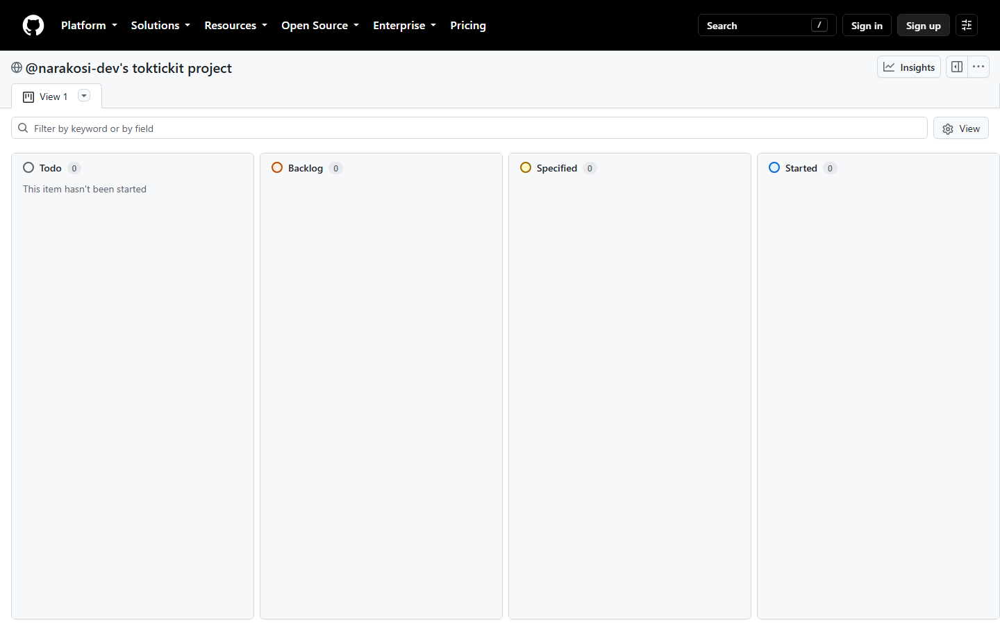 Platform Solutions Resources Open Source Enterprise Pricing Search / Sign in Sign up
@narakosi-dev's toktickit project Insights
View 1
Filter by keyword or by field View
Todo 0 Backlog 0 Specified 0 Started 0
This item hasn't been started